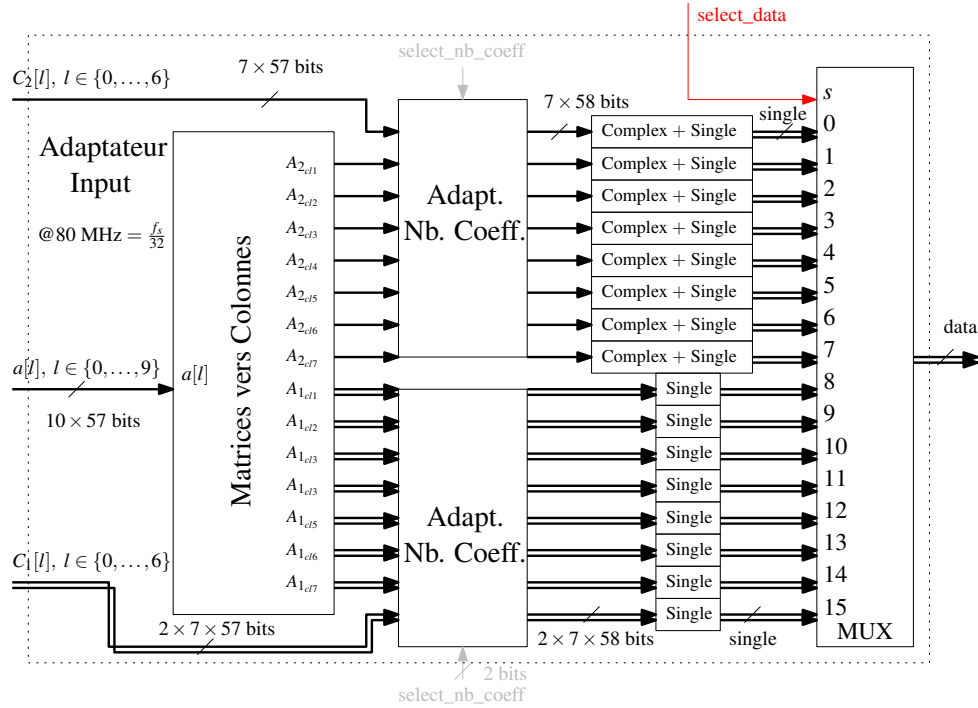 select_data
select_nb_coeff
C₂[l], l ∈ {0,…,6}
7 × 57 bits
7 × 58 bits
single
s
Complex + Single
0
Adaptateur
Input
@80 MHz = fₛ/32
Matrices vers Colonnes
A₂cl1
A₂cl2
A₂cl3
A₂cl4
A₂cl5
A₂cl6
A₂cl7
Adapt.
Nb. Coeff.
Complex + Single
1
Complex + Single
2
Complex + Single
3
Complex + Single
4
Complex + Single
5
Complex + Single
6
Complex + Single
7
data
a[l], l ∈ {0,…,9}
10 × 57 bits
a[l]
A₁cl1
A₁cl2
A₁cl3
A₁cl3
A₁cl5
A₁cl6
A₁cl7
Adapt.
Nb. Coeff.
Single
8
Single
9
Single
10
Single
11
Single
12
Single
13
Single
14
Single
15
C₁[l], l ∈ {0,…,6}
2 × 7 × 57 bits
2 × 7 × 58 bits
single
MUX
2 bits
select_nb_coeff